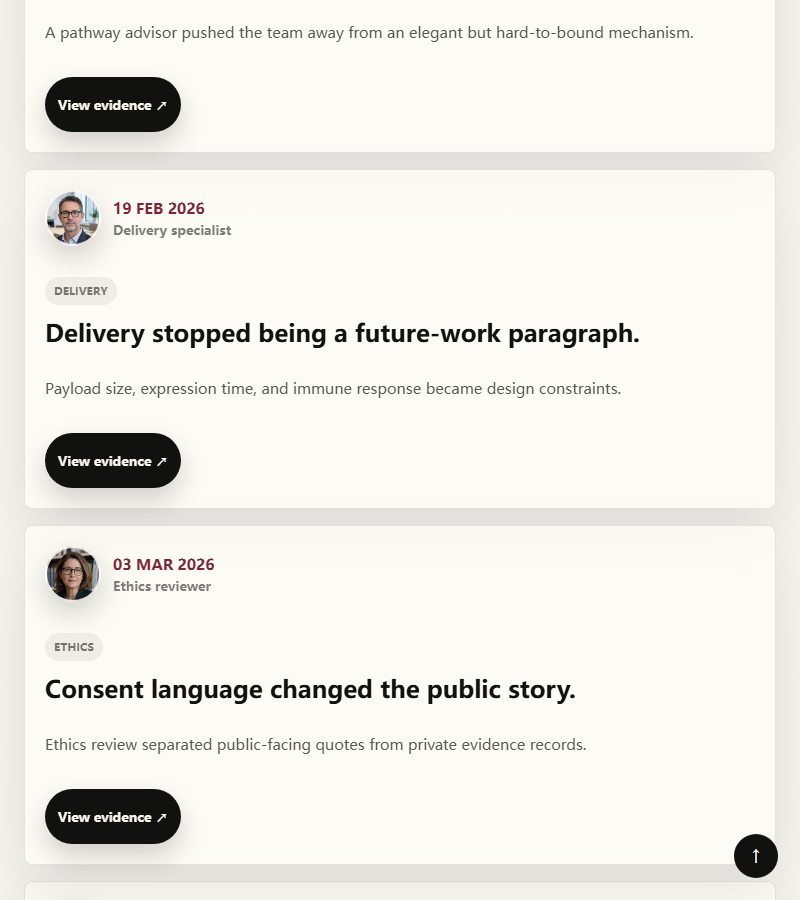 A pathway advisor pushed the team away from an elegant but hard-to-bound mechanism.
View evidence ↗
19 FEB 2026
Delivery specialist
DELIVERY
Delivery stopped being a future-work paragraph.
Payload size, expression time, and immune response became design constraints.
View evidence ↗
03 MAR 2026
Ethics reviewer
ETHICS
Consent language changed the public story.
Ethics review separated public-facing quotes from private evidence records.
View evidence ↗
↑